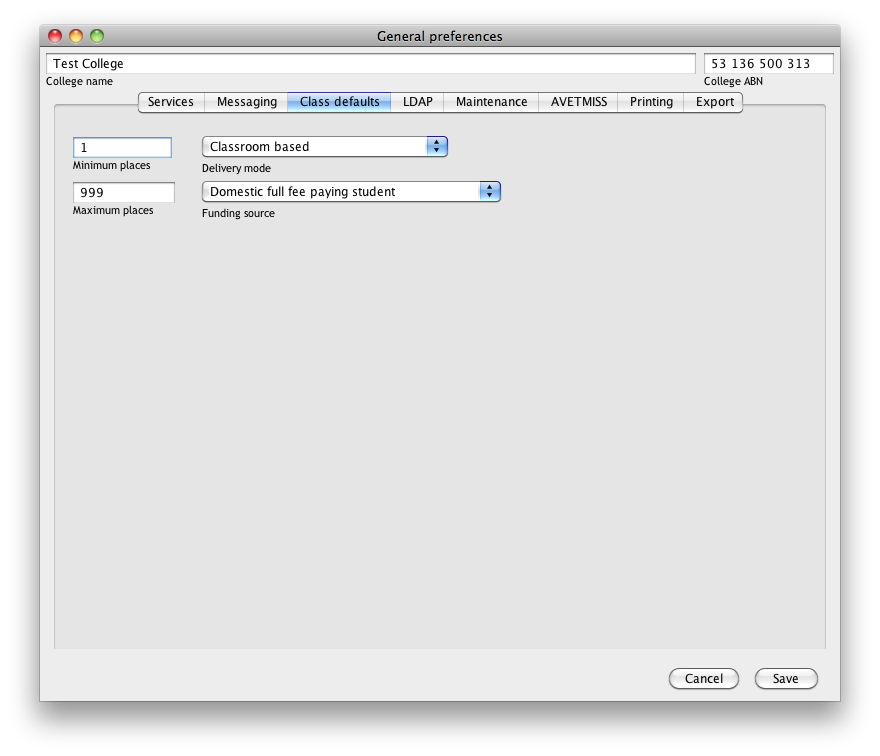 General preferences
Test College 53 136 500 313
College name College ABN
Services Messaging Class defaults LDAP Maintenance AVETMISS Printing Export
1 Classroom based
Minimum places Delivery mode
999 Domestic full fee paying student
Maximum places Funding source
Cancel Save